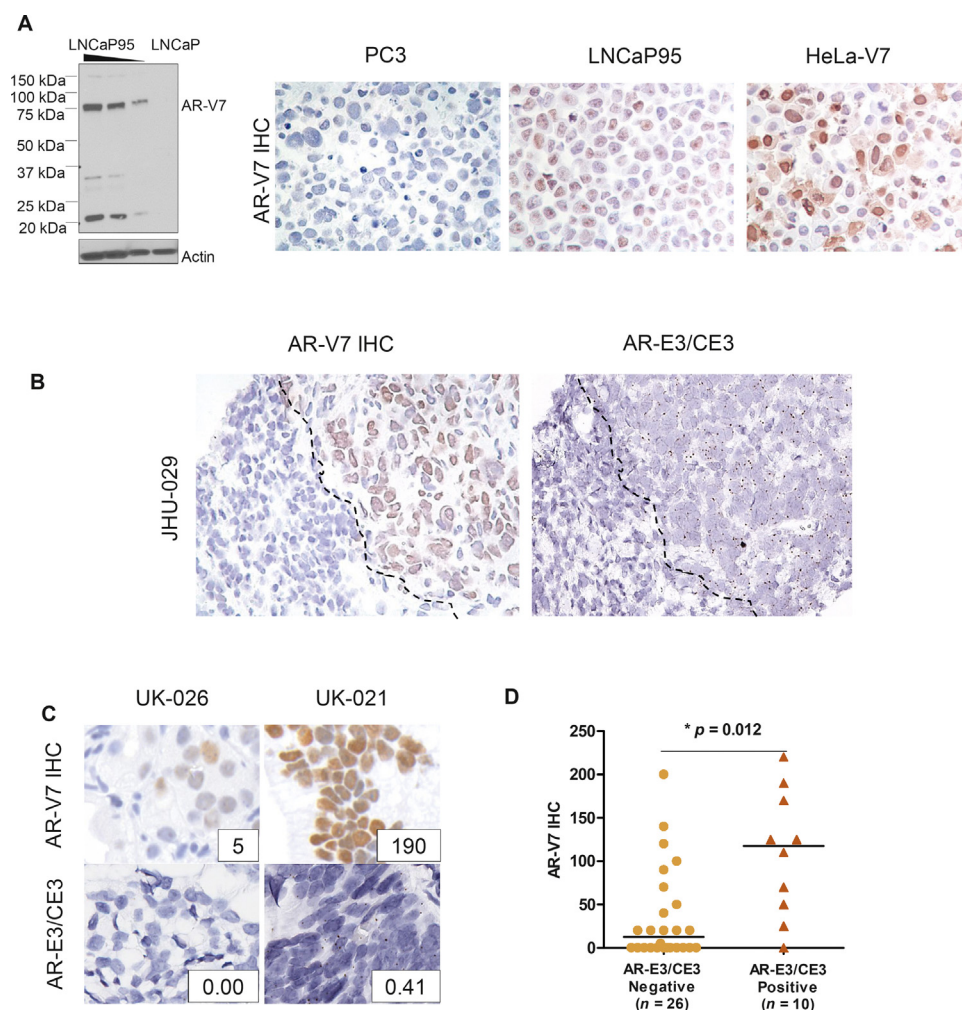 A
LNCaP95 LNCaP
150 kDa
100 kDa
75 kDa
50 kDa
37 kDa
25 kDa
20 kDa
AR-V7
Actin
PC3 LNCaP95 HeLa-V7
AR-V7 IHC
B
AR-V7 IHC AR-E3/CE3
JHU-029
C
UK-026 UK-021
AR-V7 IHC
5 190
AR-E3/CE3
0.00 0.41
D
* p = 0.012
AR-V7 IHC
250
200
150
100
50
0
AR-E3/CE3 AR-E3/CE3
Negative Positive
(n = 26) (n = 10)